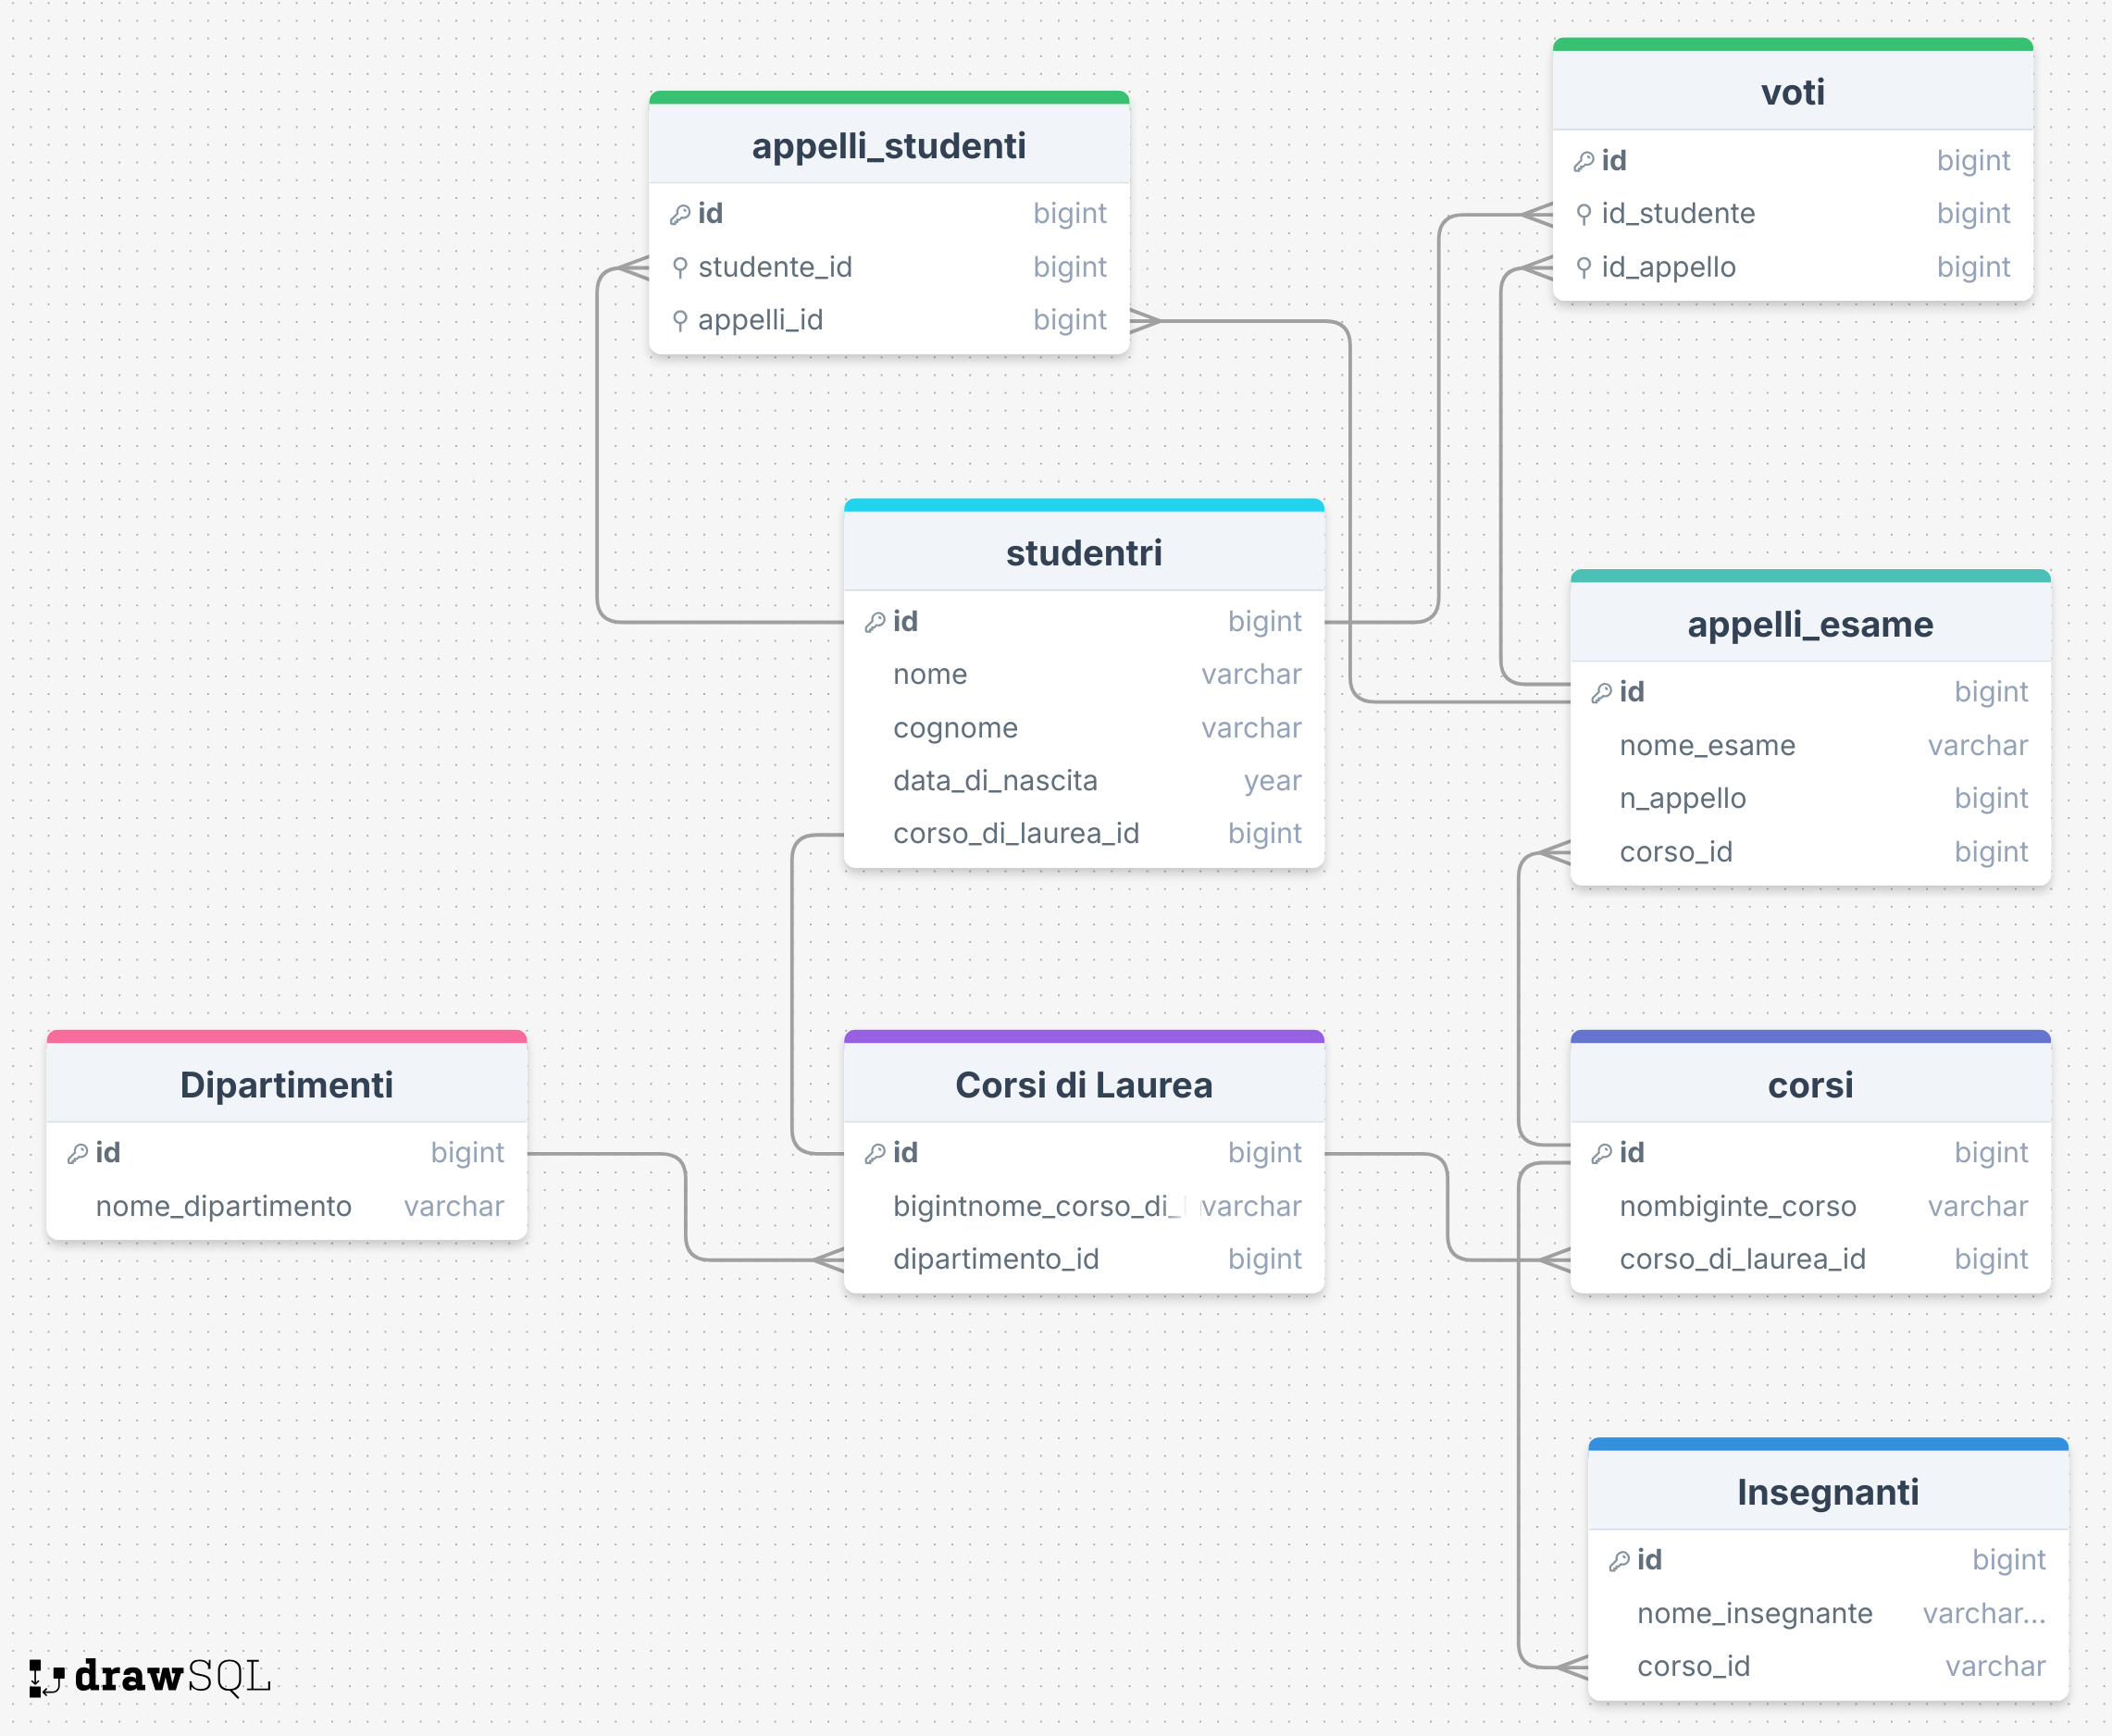 voti
id bigint
id_studente bigint
id_appello bigint
appelli_studenti
id bigint
studente_id bigint
appelli_id bigint
studentri
id bigint
nome varchar
cognome varchar
data_di_nascita year
corso_di_laurea_id bigint
appelli_esame
id bigint
nome_esame varchar
n_appello bigint
corso_id bigint
Dipartimenti
id bigint
nome_dipartimento varchar
Corsi di Laurea
id bigint
bigintnome_corso_di_ varchar
dipartimento_id bigint
corsi
id bigint
nombiginte_corso varchar
corso_di_laurea_id bigint
Insegnanti
id bigint
nome_insegnante varchar...
corso_id varchar
drawSQL